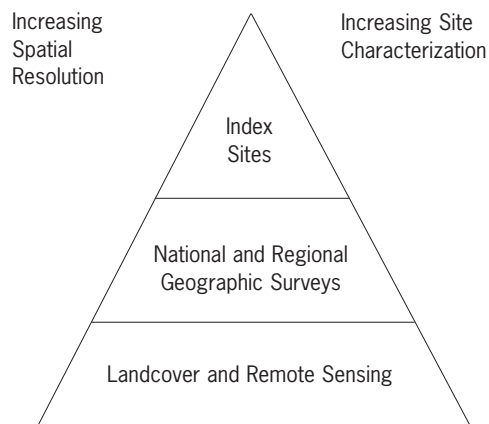 Increasing
Spatial
Resolution
Increasing Site
Characterization
Index
Sites
National and Regional
Geographic Surveys
Landcover and Remote Sensing